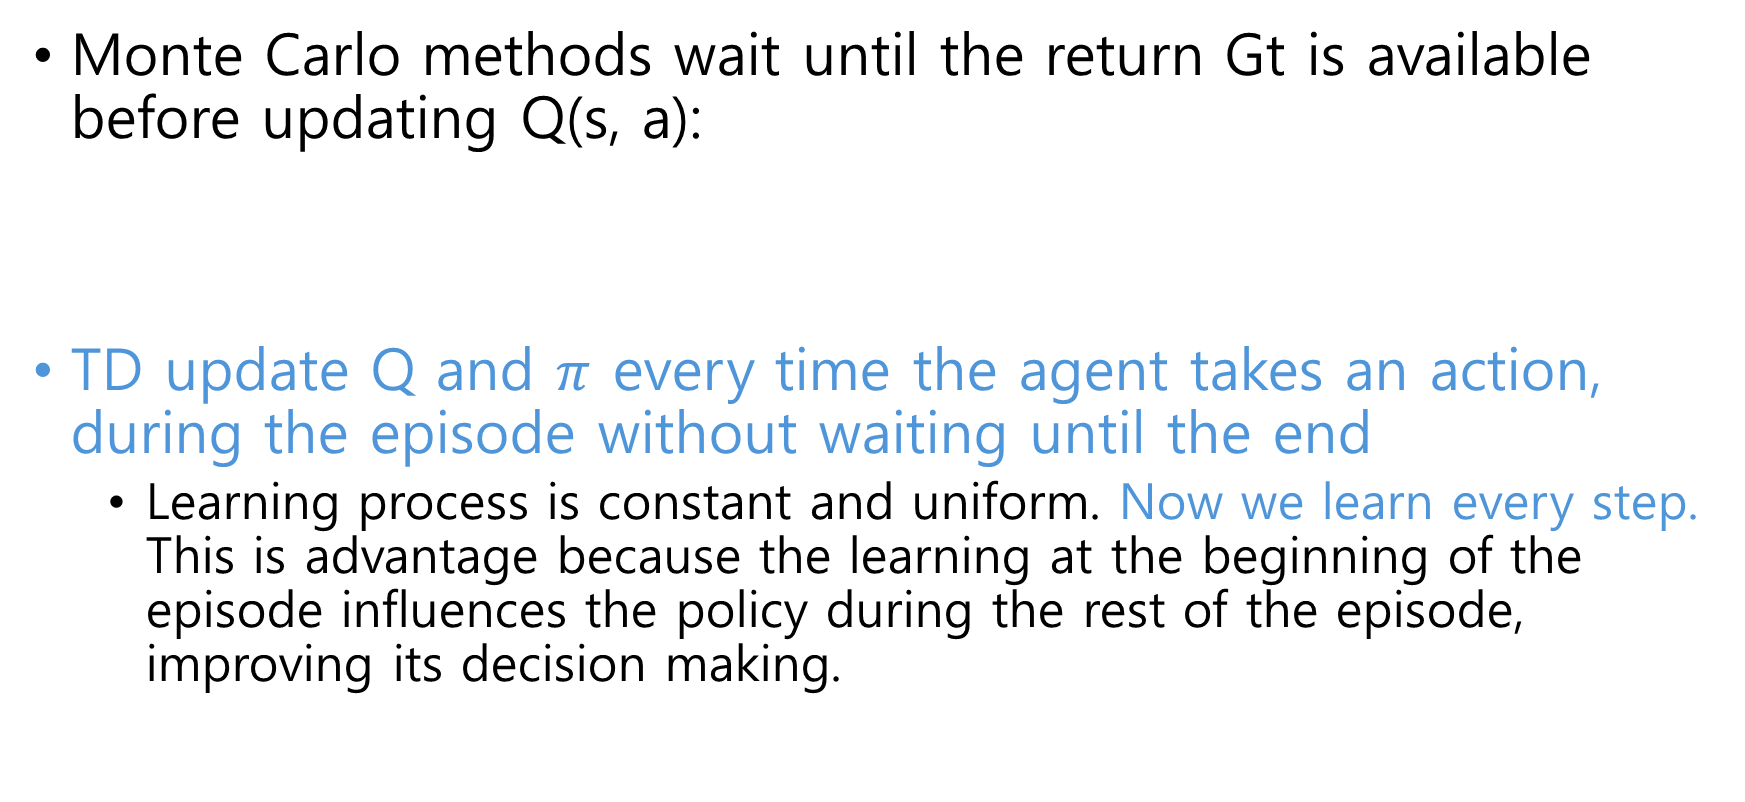 • Monte Carlo methods wait until the return Gt is available
before updating Q(s, a):
• TD update Q and π every time the agent takes an action,
during the episode without waiting until the end
• Learning process is constant and uniform. Now we learn every step.
This is advantage because the learning at the beginning of the
episode influences the policy during the rest of the episode,
improving its decision making.